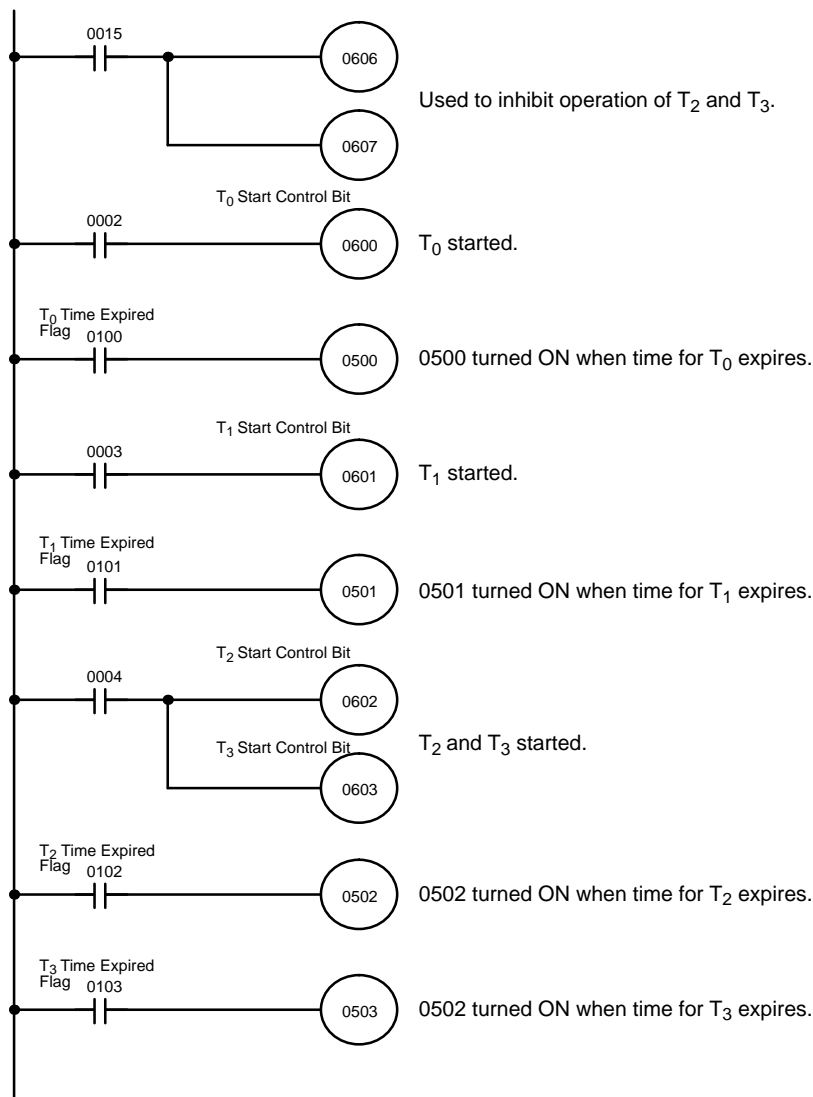 0015
0606
Used to inhibit operation of T2 and T3.
0607
T0 Start Control Bit
0002
0600
T0 started.
T0 Time Expired
Flag
0100
0500
0500 turned ON when time for T0 expires.
T1 Start Control Bit
0003
0601
T1 started.
T1 Time Expired
Flag
0101
0501
0501 turned ON when time for T1 expires.
T2 Start Control Bit
0004
0602
T2 and T3 started.
T3 Start Control Bit
0603
T2 Time Expired
Flag
0102
0502
0502 turned ON when time for T2 expires.
T3 Time Expired
Flag
0103
0503
0502 turned ON when time for T3 expires.